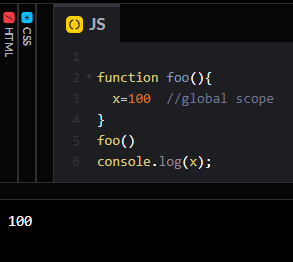 HTML
CSS
() JS
1
2 function foo(){
3 x=100 //global scope
4 }
5 foo()
6 console.log(x);
100